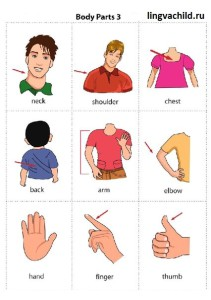 Body Parts 3 lingvachild.ru
neck shoulder chest
back arm elbow
hand finger thumb